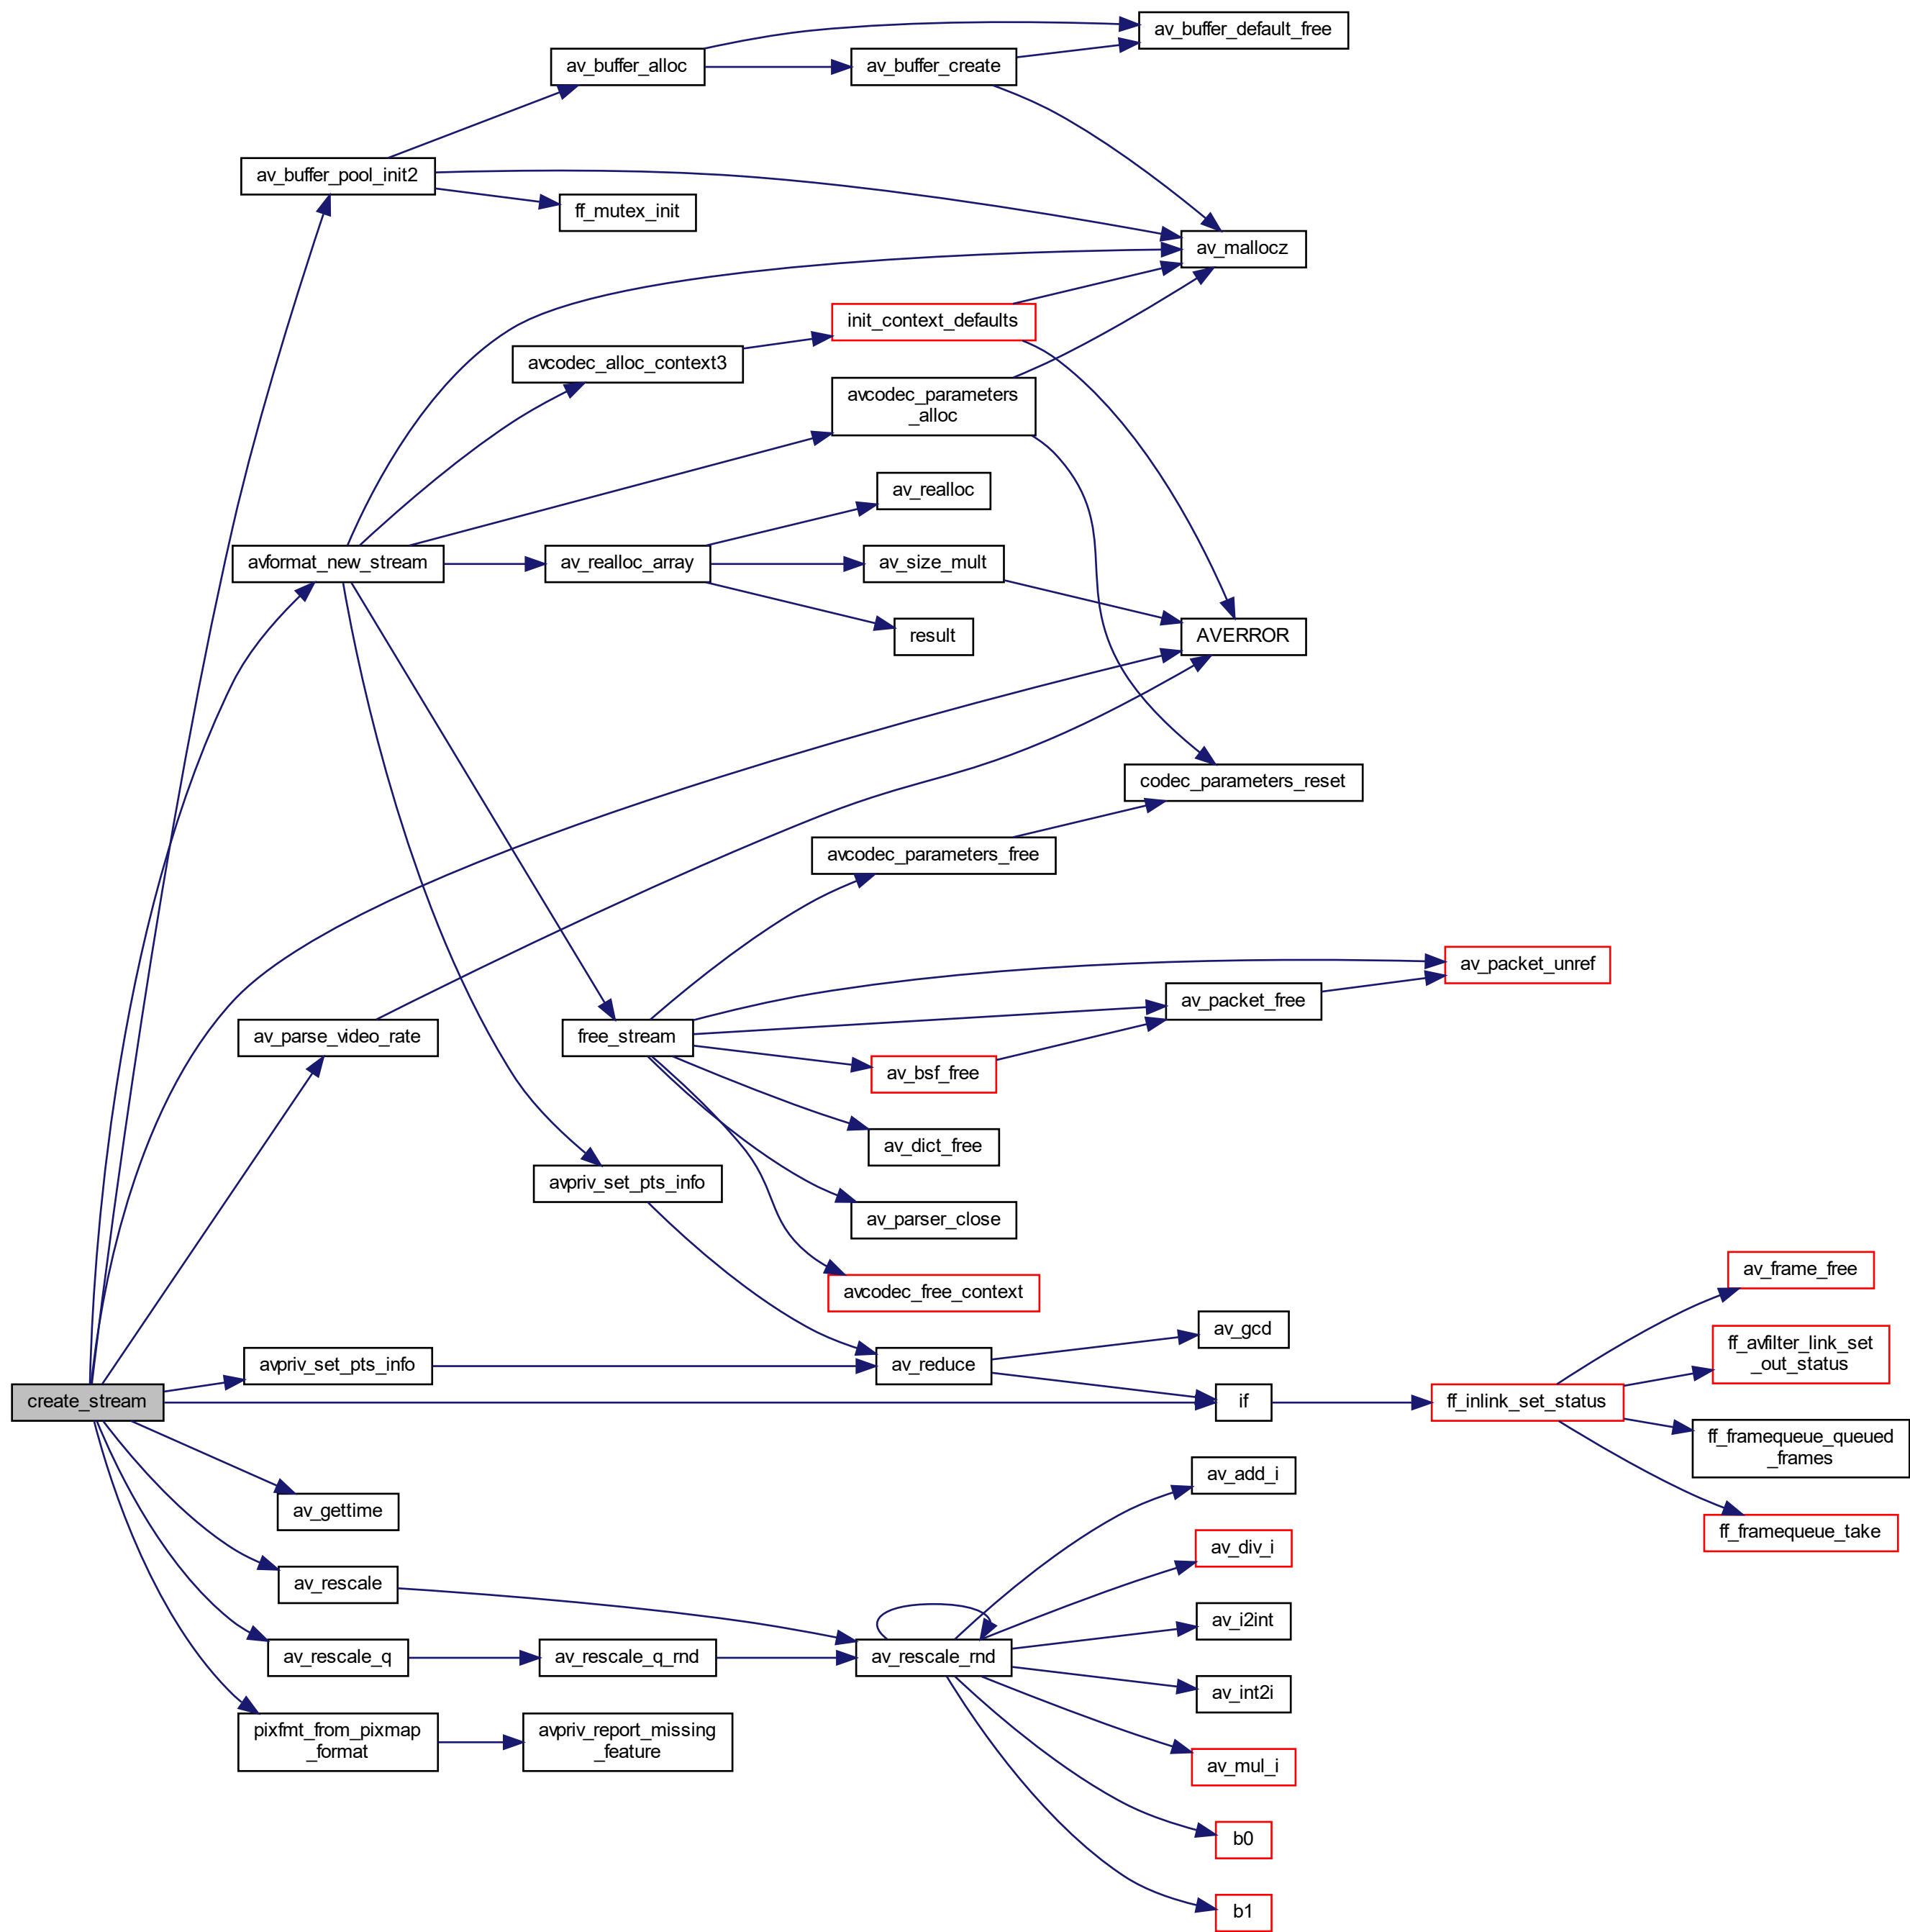 av_buffer_default_free
av_buffer_alloc
av_buffer_create
av_buffer_pool_init2
ff_mutex_init
av_mallocz
init_context_defaults
avcodec_alloc_context3
avcodec_parameters
_alloc
av_realloc
avformat_new_stream
av_realloc_array
av_size_mult
result
AVERROR
codec_parameters_reset
avcodec_parameters_free
av_packet_unref
av_packet_free
av_parse_video_rate
free_stream
av_bsf_free
av_dict_free
avpriv_set_pts_info
av_parser_close
avcodec_free_context
av_frame_free
av_gcd
ff_avfilter_link_set
_out_status
avpriv_set_pts_info
av_reduce
create_stream
if
ff_inlink_set_status
ff_framequeue_queued
_frames
av_add_i
av_gettime
ff_framequeue_take
av_div_i
av_rescale
av_i2int
av_rescale_q
av_rescale_q_rnd
av_rescale_rnd
av_int2i
pixfmt_from_pixmap
_format
avpriv_report_missing
_feature
av_mul_i
b0
b1